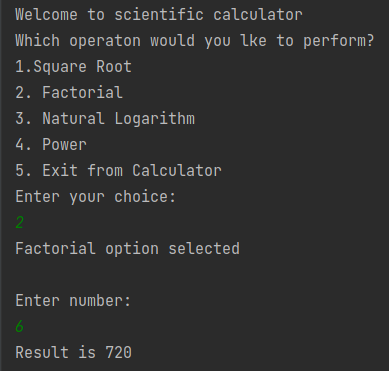 Welcome to scientific calculator
Which operaton would you lke to perform?
1.Square Root
2. Factorial
3. Natural Logarithm
4. Power
5. Exit from Calculator
Enter your choice:
2
Factorial option selected
Enter number:
6
Result is 720